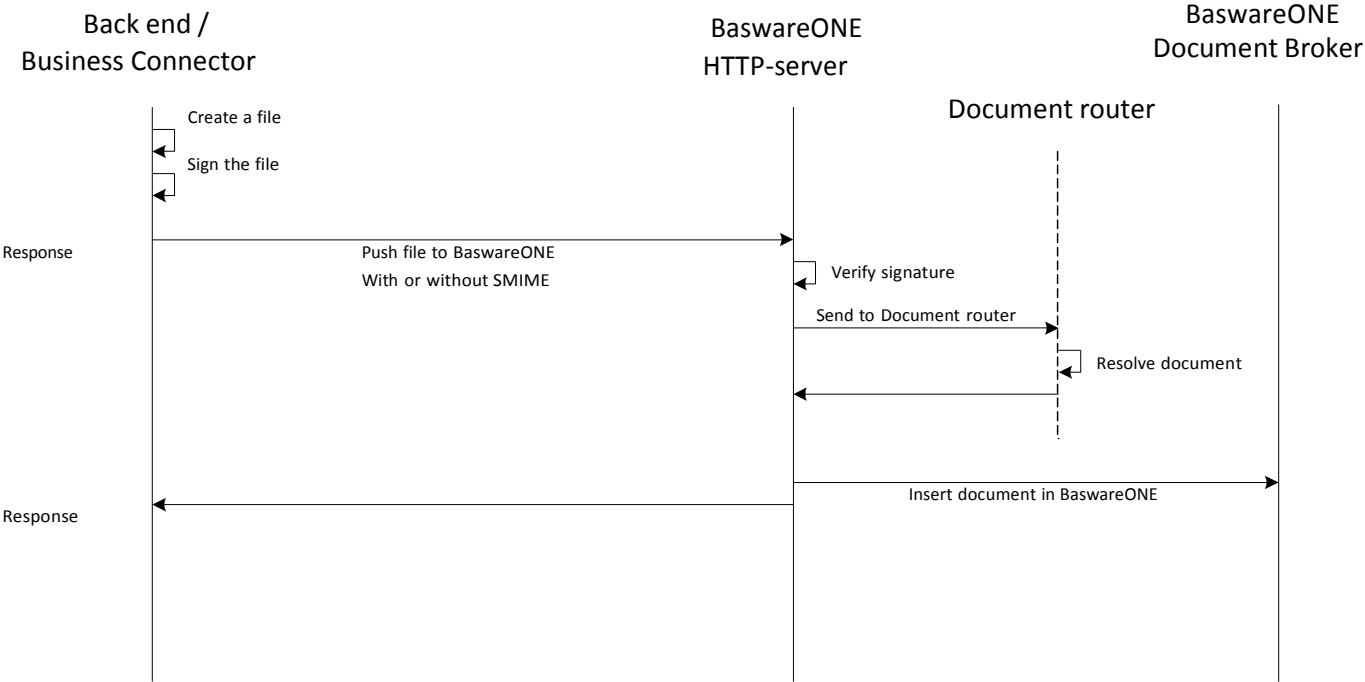 Back end /
Business Connector
BaswareONE
HTTP-server
BaswareONE
Document Broker
Document router
Create a file
Sign the file
Response
Push file to BaswareONE
With or without SMIME
Verify signature
Send to Document router
Resolve document
Insert document in BaswareONE
Response